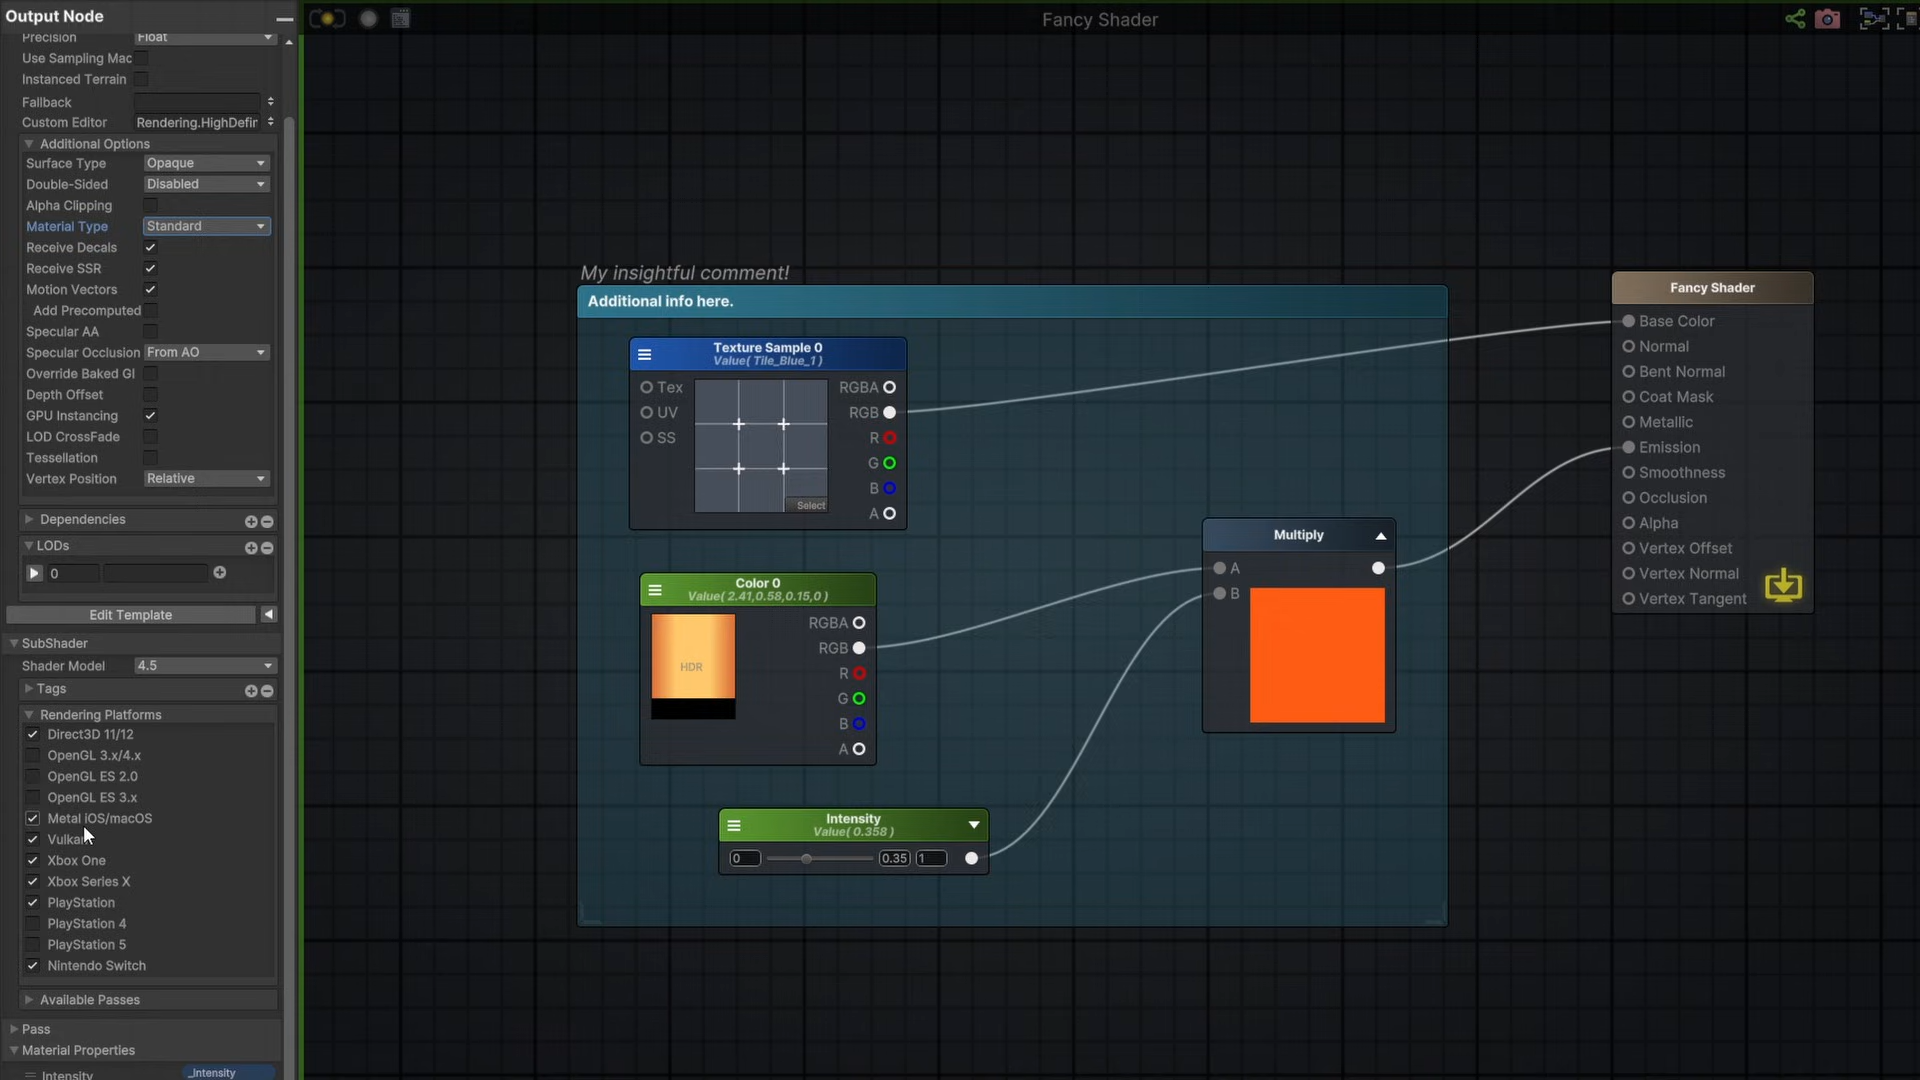 Output Node
Fancy Shader
Precision Float
Use Sampling Mac
Instanced Terrain
Fallback
Custom Editor Rendering.HighDefin
Additional Options
Surface Type Opaque
Double-Sided Disabled
Alpha Clipping
Material Type Standard
Receive Decals
Receive SSR
Motion Vectors
Add Precomputed
Specular AA
Specular Occlusion From AO
Override Baked GI
Depth Offset
GPU Instancing
LOD CrossFade
Tessellation
Vertex Position Relative
Dependencies
LODs
0
Edit Template
SubShader
Shader Model 4.5
Tags
Rendering Platforms
Direct3D 11/12
OpenGL 3.x/4.x
OpenGL ES 2.0
OpenGL ES 3.x
Metal iOS/macOS
Vulkan
Xbox One
Xbox Series X
PlayStation
PlayStation 4
PlayStation 5
Nintendo Switch
Available Passes
Pass
Material Properties
Intensity _Intensity
My insightful comment!
Additional info here.
Texture Sample 0
Value( Tile_Blue_1 )
Tex RGBA
UV RGB
SS R
G
B
Select
A
Color 0
Value( 2.41,0.58,0.15,0 )
RGBA
RGB
HDR
R
G
B
A
Intensity
Value( 0.358 )
0 0.35 1
Multiply
A
B
Fancy Shader
Base Color
Normal
Bent Normal
Coat Mask
Metallic
Emission
Smoothness
Occlusion
Alpha
Vertex Offset
Vertex Normal
Vertex Tangent